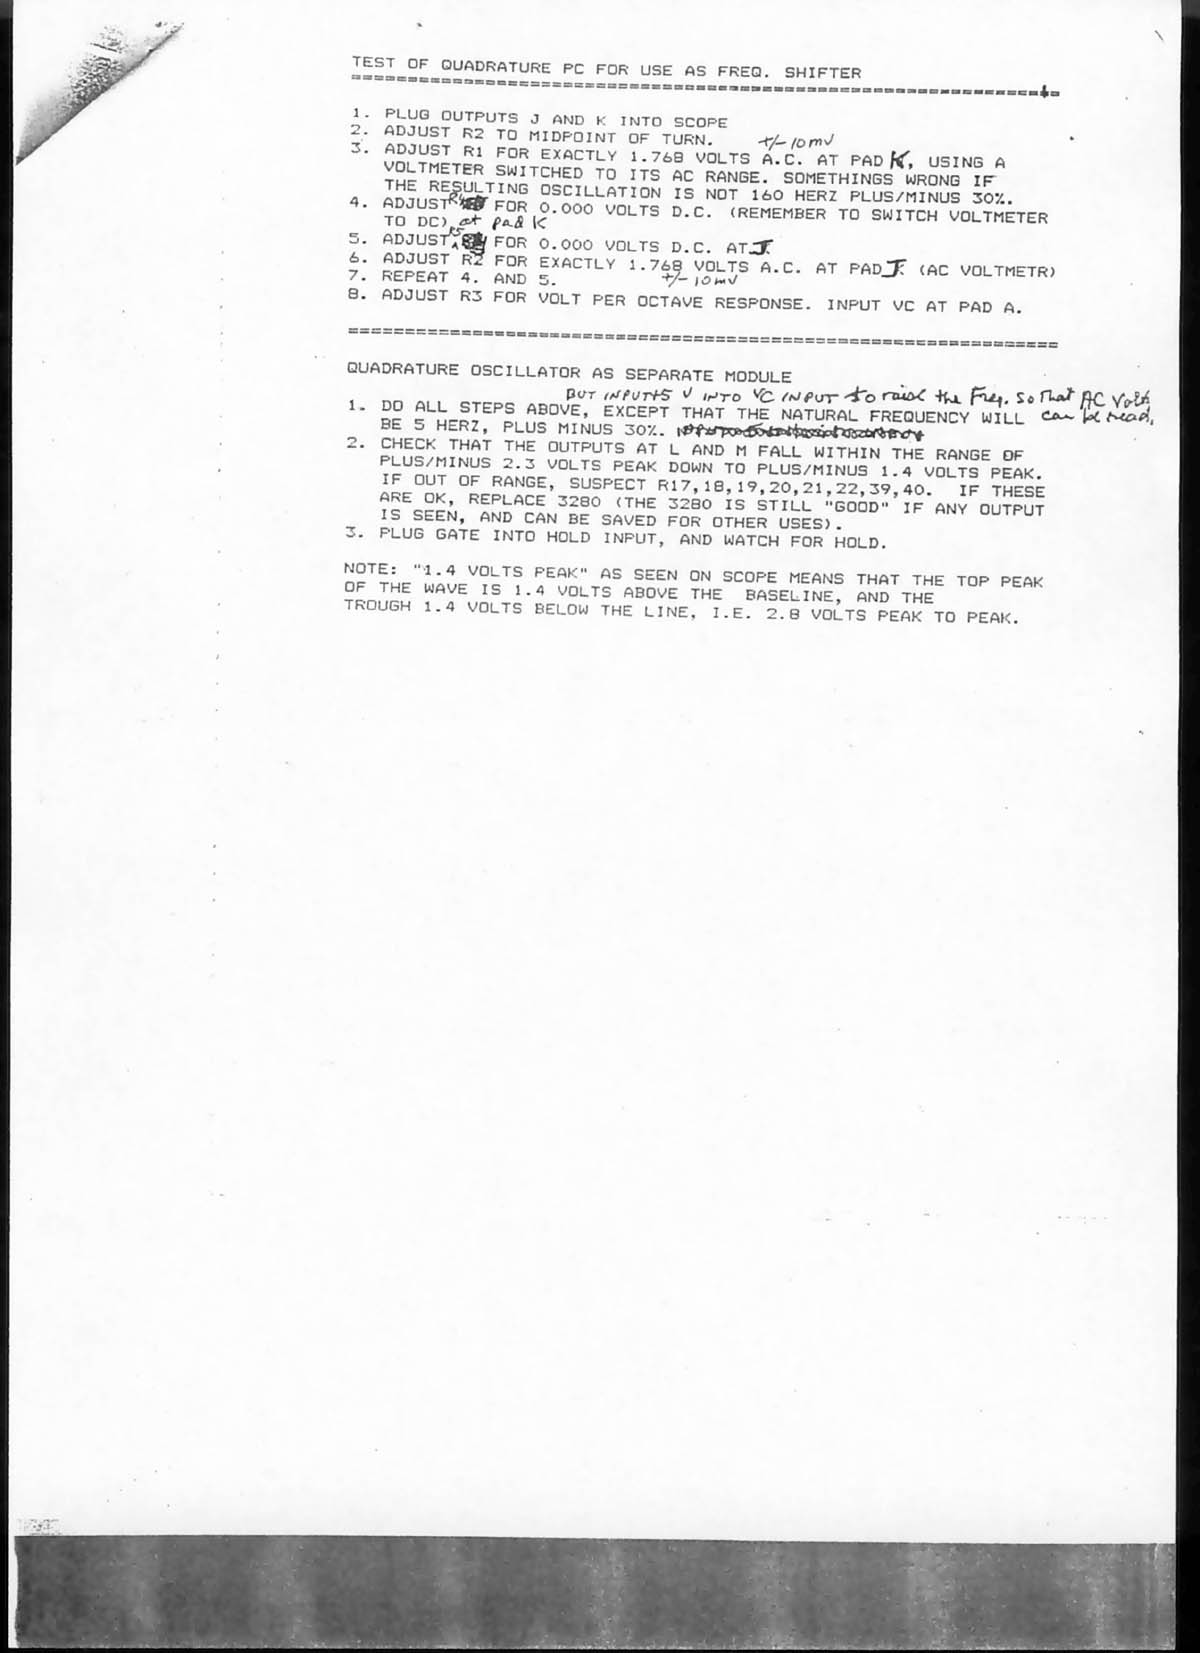 TEST OF QUADRATURE PC FOR USE AS FREQ. SHIFTER
1. PLUG OUTPUTS J AND K INTO SCOPE
2. ADJUST R2 TO MIDPOINT OF TURN.
+/- 10mV
3. ADJUST R1 FOR EXACTLY 1.768 VOLTS A.C. AT PAD K, USING A
VOLTMETER SWITCHED TO ITS AC RANGE. SOMETHINGS WRONG IF
THE RESULTING OSCILLATION IS NOT 160 HERZ PLUS/MINUS 30%.
4. ADJUST R4 FOR 0.000 VOLTS D.C. (REMEMBER TO SWITCH VOLTMETER
TO DC) at pad K
5. ADJUST R5 FOR 0.000 VOLTS D.C. AT J.
6. ADJUST R2 FOR EXACTLY 1.768 VOLTS A.C. AT PAD J. (AC VOLTMETR)
7. REPEAT 4. AND 5. +/- 10mV
8. ADJUST R3 FOR VOLT PER OCTAVE RESPONSE. INPUT VC AT PAD A.
QUADRATURE OSCILLATOR AS SEPARATE MODULE
BUT INPUT +5 V INTO VC INPUT to raise the Freq. so that AC Volts
can be read.
1. DO ALL STEPS ABOVE, EXCEPT THAT THE NATURAL FREQUENCY WILL
BE 5 HERZ, PLUS MINUS 30%.
2. CHECK THAT THE OUTPUTS AT L AND M FALL WITHIN THE RANGE OF
PLUS/MINUS 2.3 VOLTS PEAK DOWN TO PLUS/MINUS 1.4 VOLTS PEAK.
IF OUT OF RANGE, SUSPECT R17,18,19,20,21,22,39,40. IF THESE
ARE OK, REPLACE 3280 (THE 3280 IS STILL "GOOD" IF ANY OUTPUT
IS SEEN, AND CAN BE SAVED FOR OTHER USES).
3. PLUG GATE INTO HOLD INPUT, AND WATCH FOR HOLD.
NOTE: "1.4 VOLTS PEAK" AS SEEN ON SCOPE MEANS THAT THE TOP PEAK
OF THE WAVE IS 1.4 VOLTS ABOVE THE BASELINE, AND THE
TROUGH 1.4 VOLTS BELOW THE LINE, I.E. 2.8 VOLTS PEAK TO PEAK.